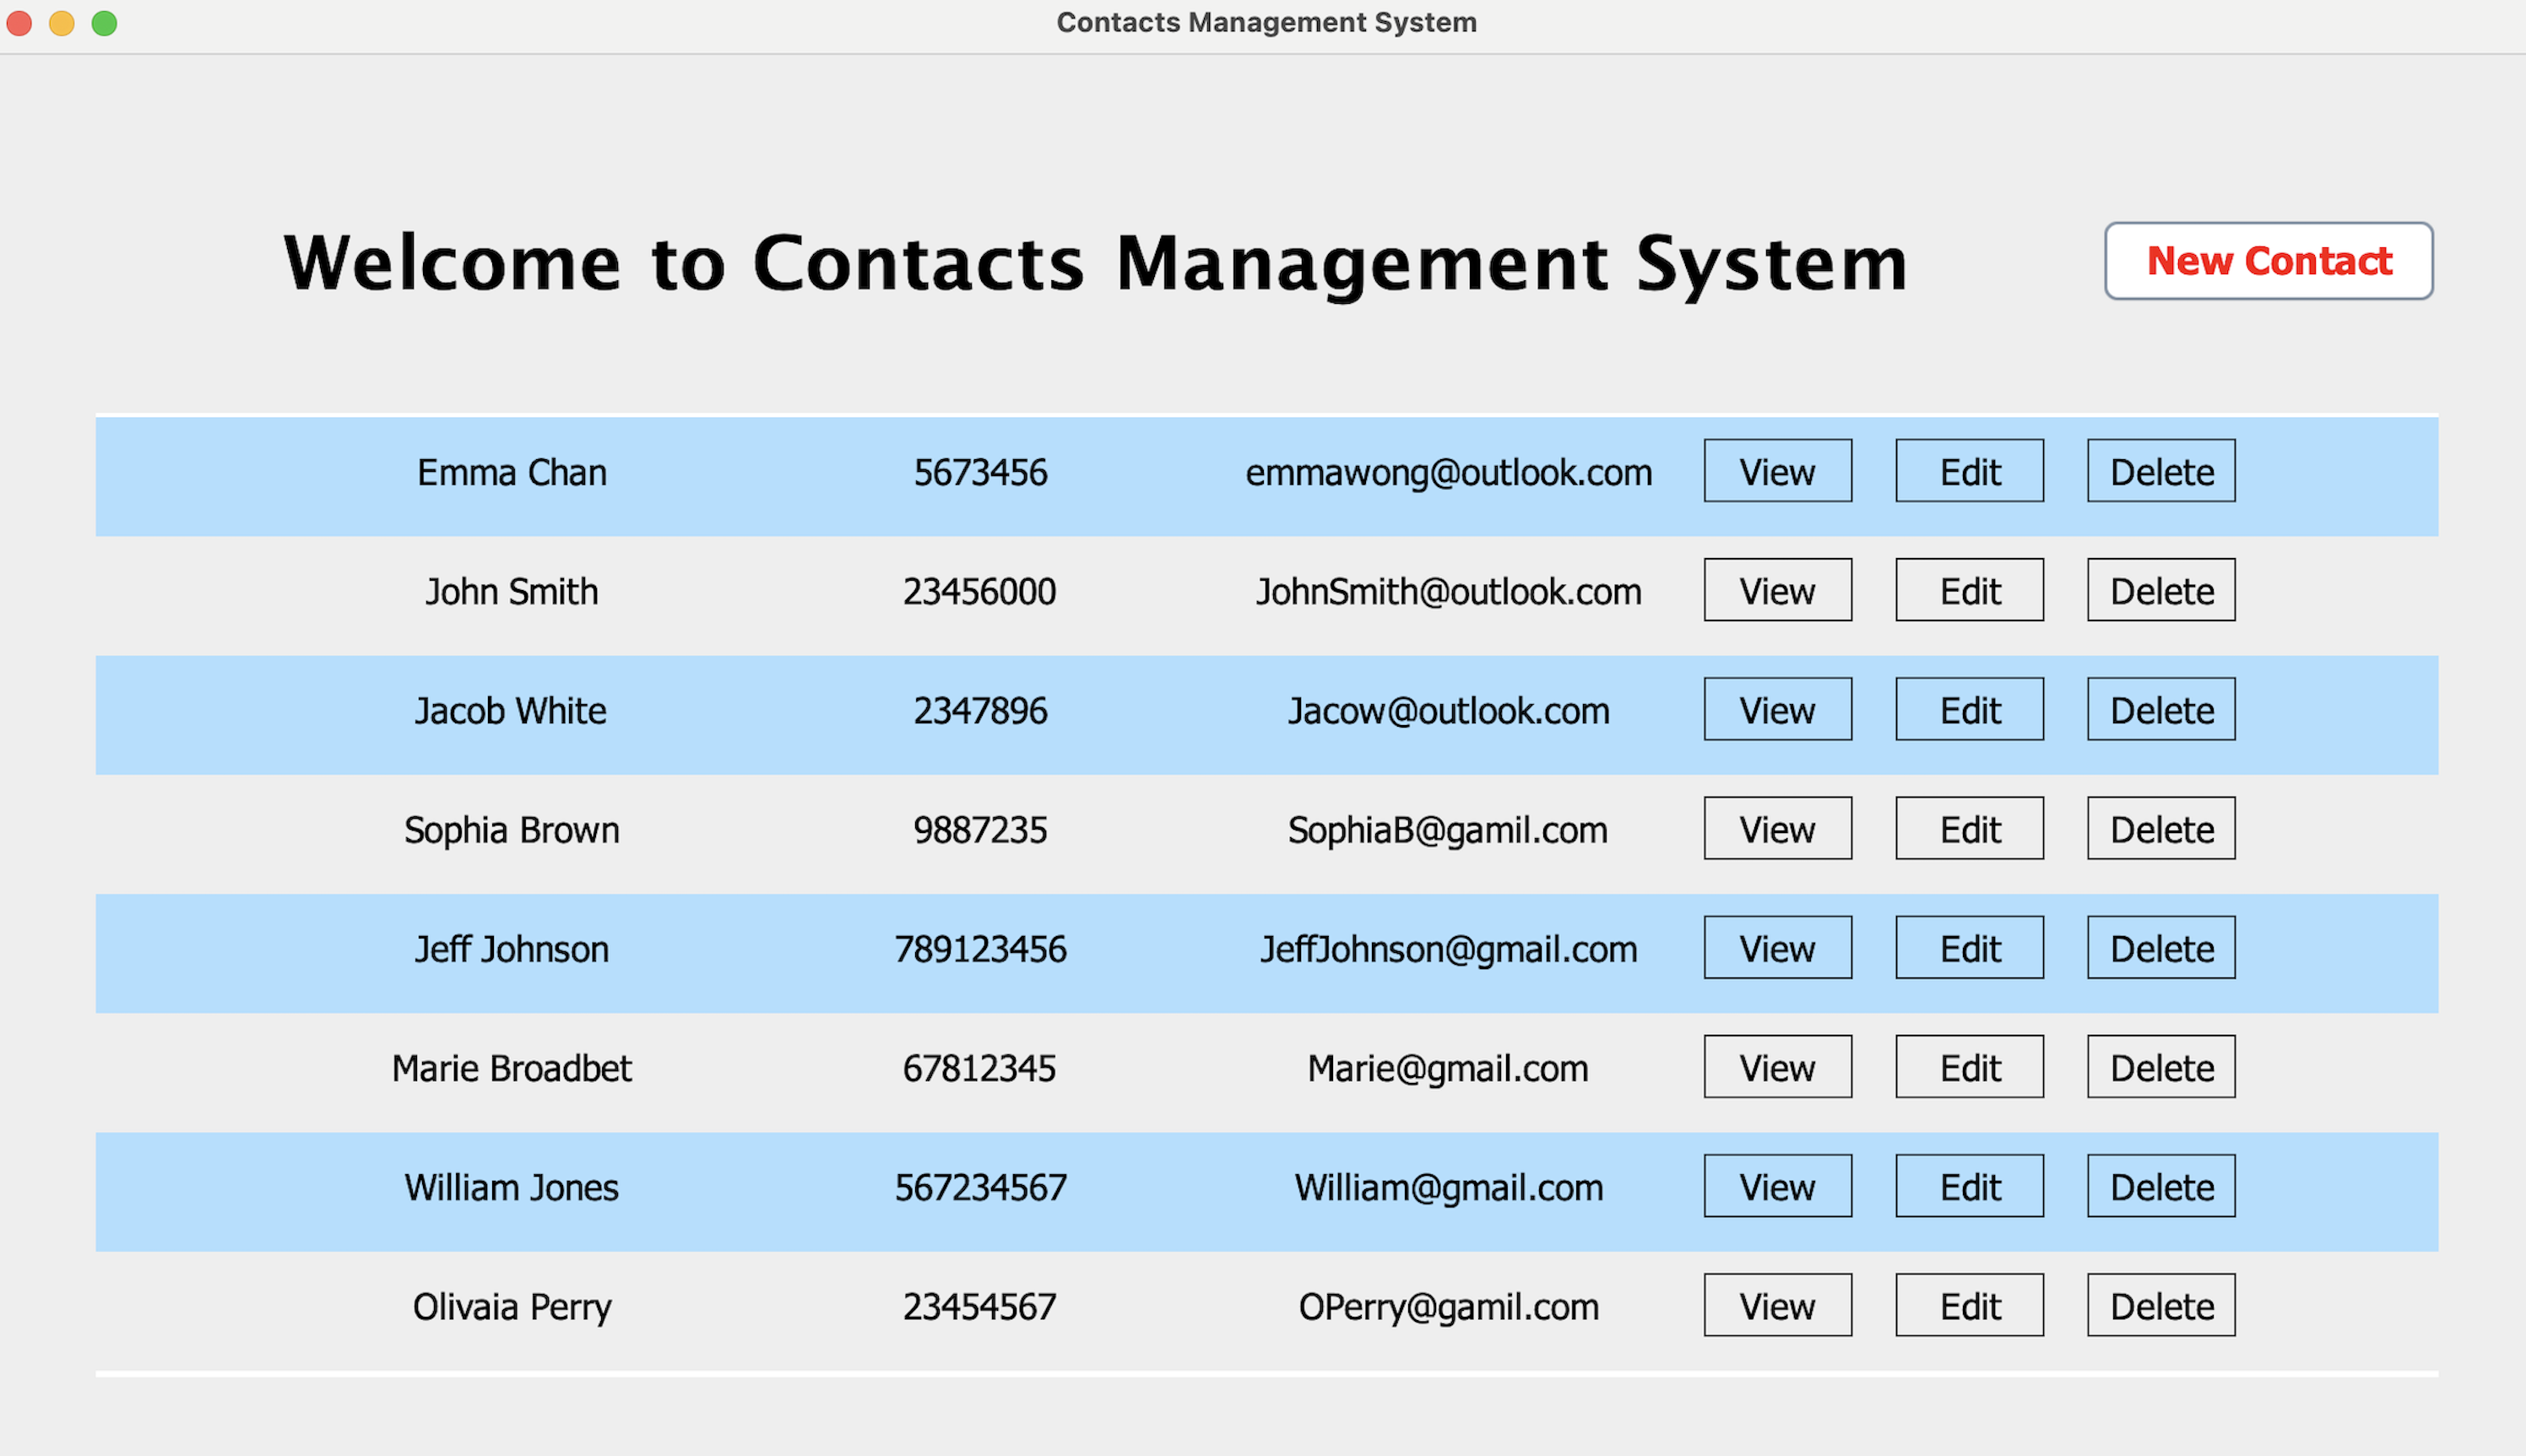 Contacts Management System
Welcome to Contacts Management System New Contact
Emma Chan 5673456 emmawong@outlook.com View Edit Delete
John Smith 23456000 JohnSmith@outlook.com View Edit Delete
Jacob White 2347896 Jacow@outlook.com View Edit Delete
Sophia Brown 9887235 SophiaB@gamil.com View Edit Delete
Jeff Johnson 789123456 JeffJohnson@gmail.com View Edit Delete
Marie Broadbet 67812345 Marie@gmail.com View Edit Delete
William Jones 567234567 William@gmail.com View Edit Delete
Olivaia Perry 23454567 OPerry@gamil.com View Edit Delete